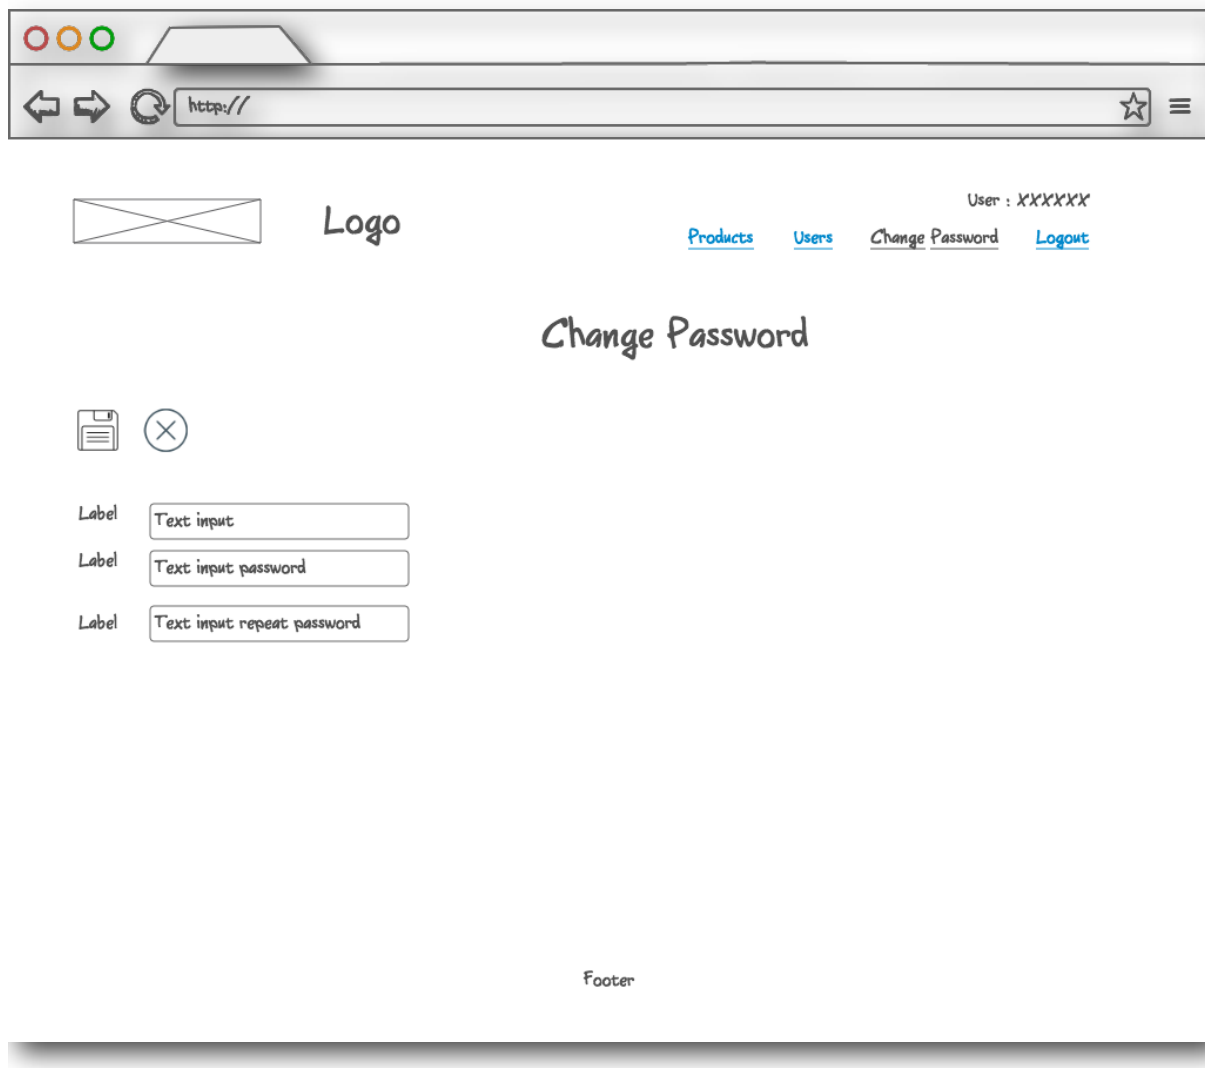 http://
Logo
User : XXXXXX
Products Users Change Password Logout
Change Password
Label Text input
Label Text input password
Label Text input repeat password
Footer